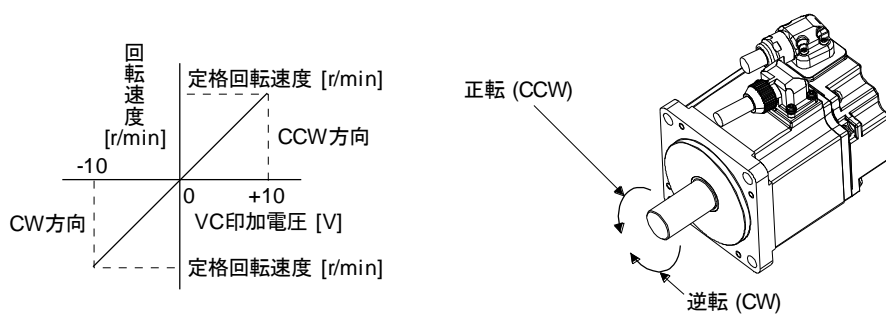 回転速度
[r/min]
定格回転速度 [r/min]
CCW方向
-10
0
+10
CW方向
VC印加電圧 [V]
定格回転速度 [r/min]
正転 (CCW)
逆転 (CW)